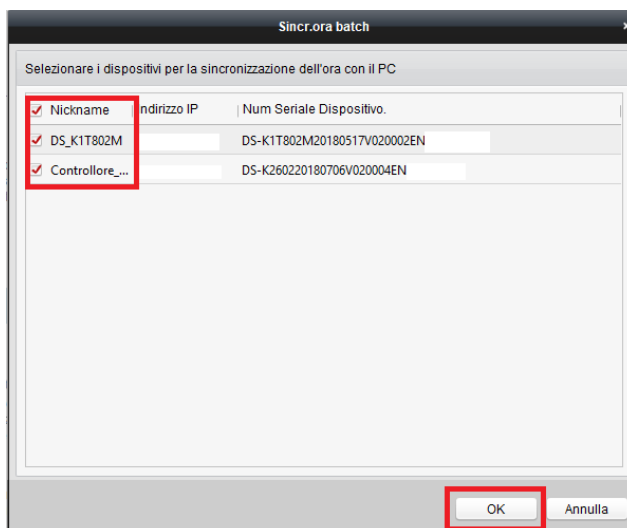 Sincr.ora batch
Selezionare i dispositivi per la sincronizzazione dell'ora con il PC
Nickname ndirizzo IP Num Seriale Dispositivo.
DS_K1T802M DS-K1T802M20180517V020002EN
Controllore_... DS-K260220180706V020004EN
OK Annulla